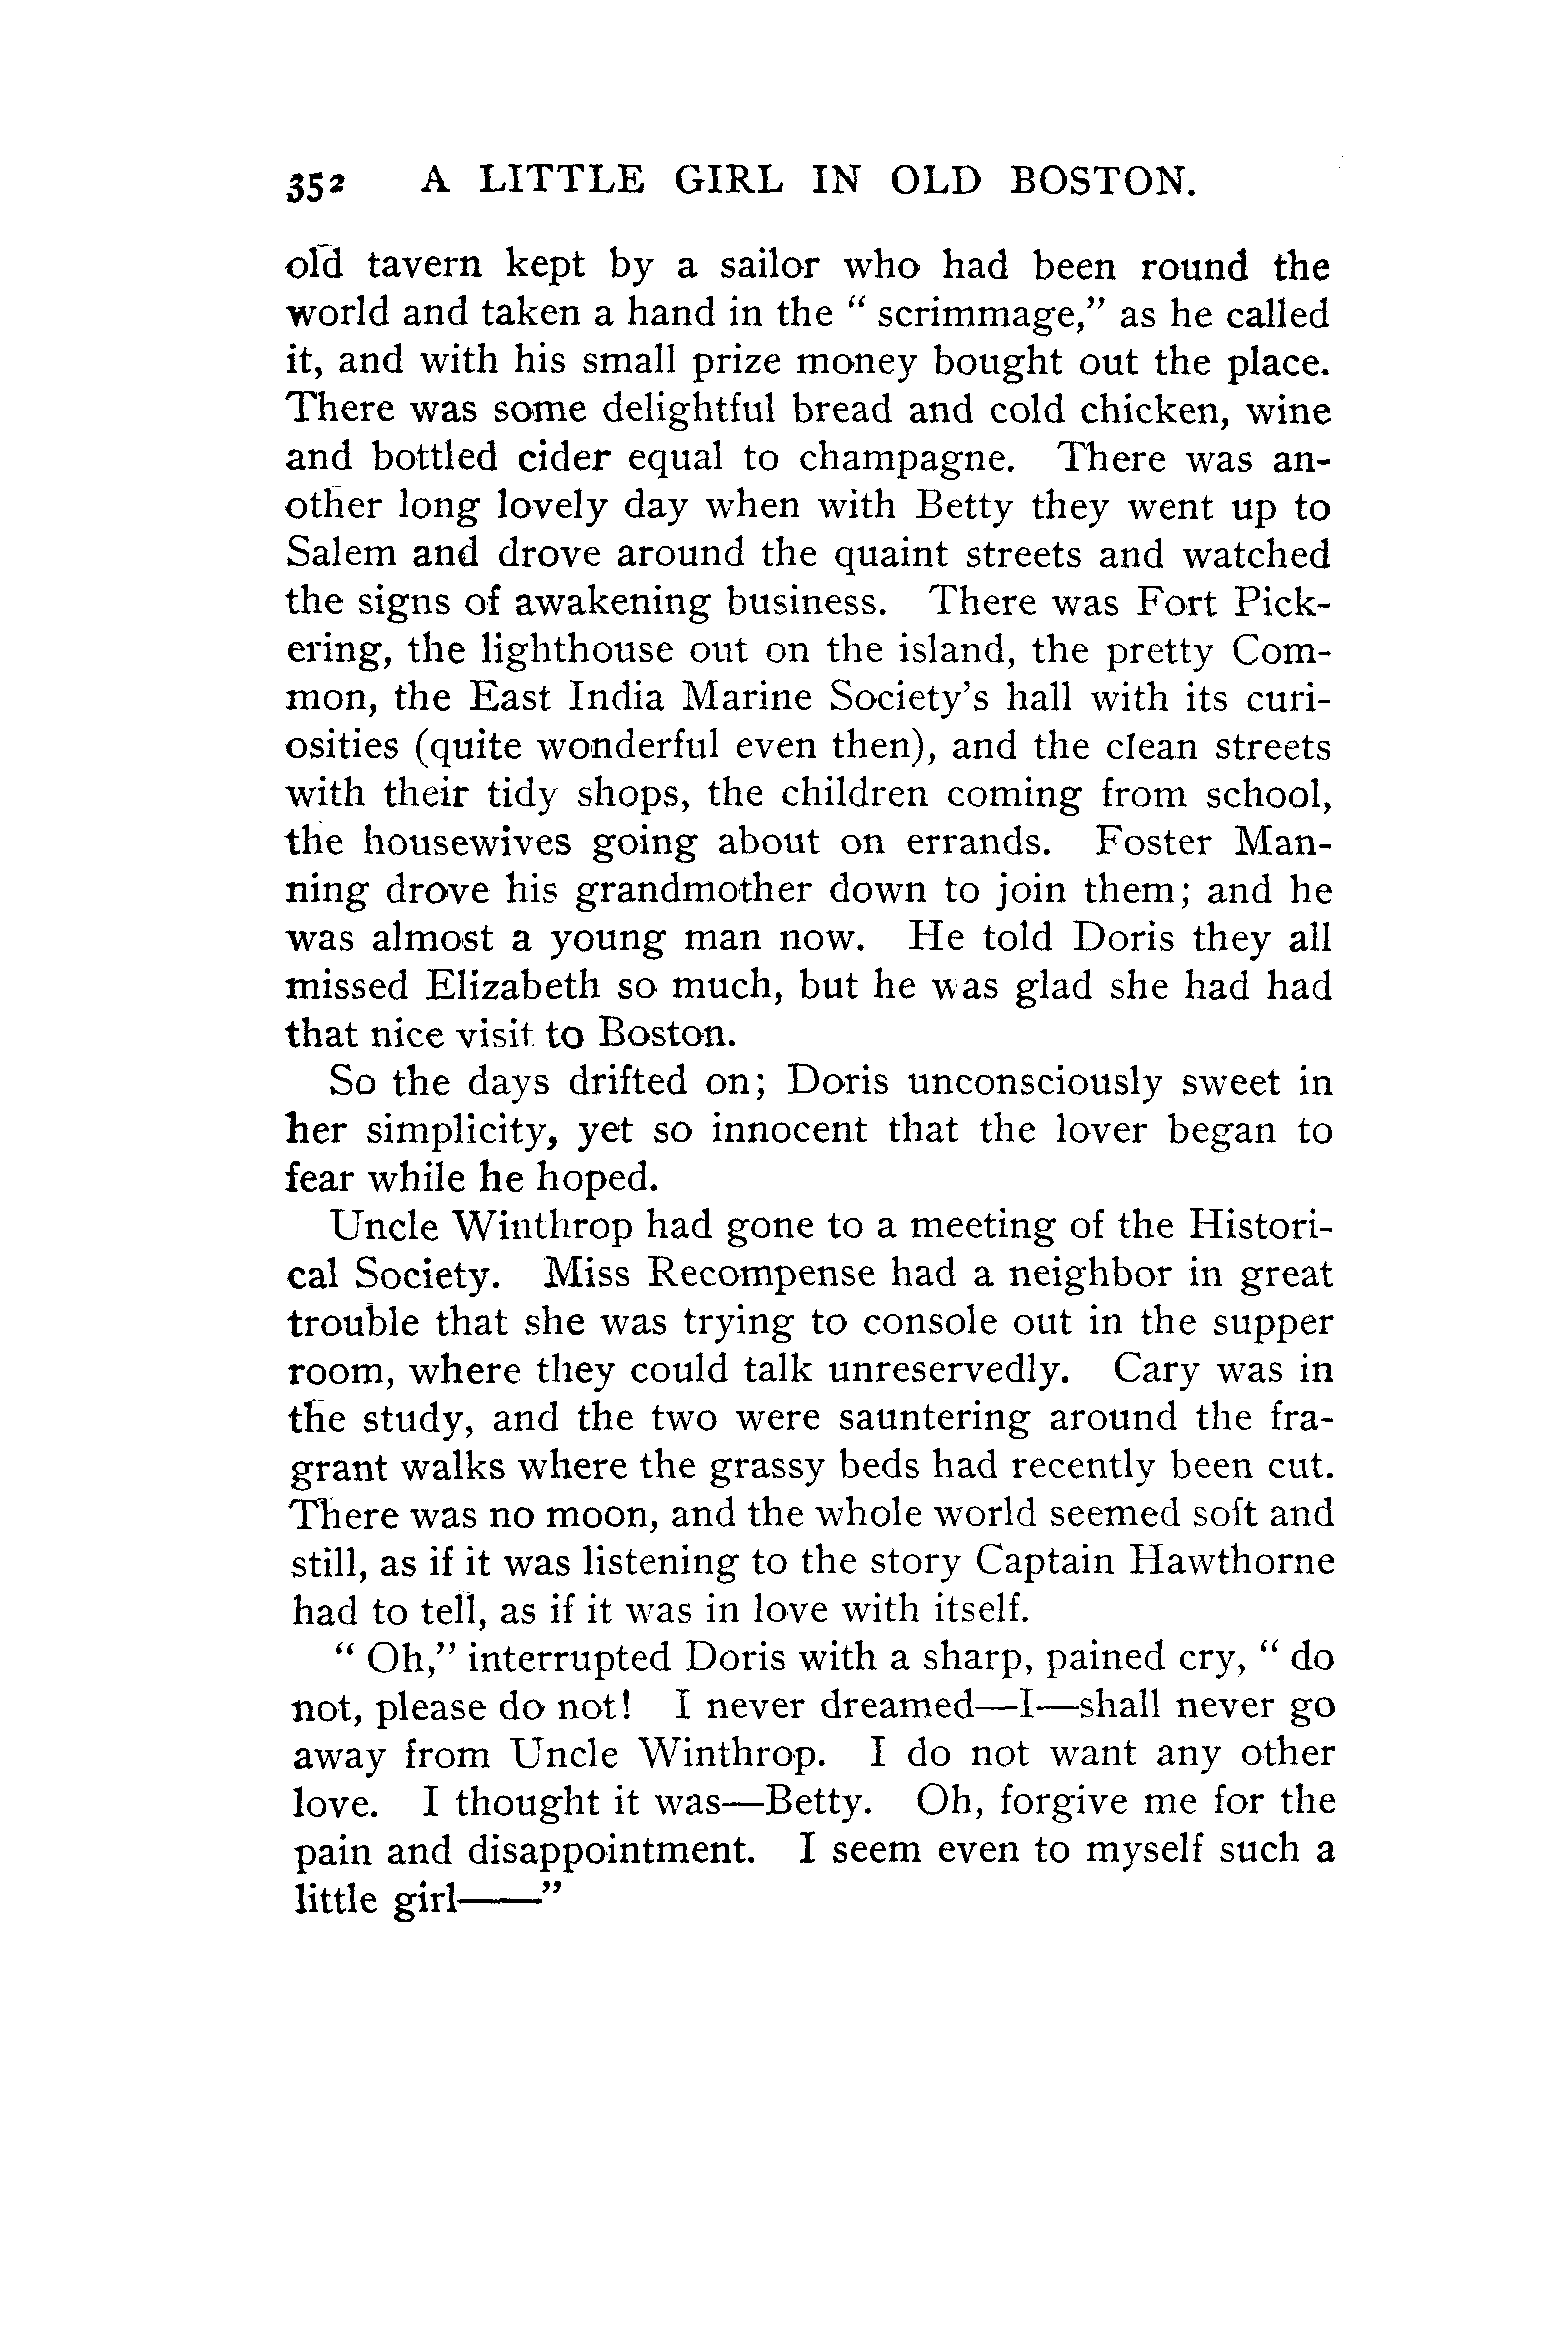 352 A LITTLE GIRL IN OLD BOSTON.
old tavern kept by a sailor who had been round the
world and taken a hand in the “ scrimmage,” as he called
it, and with his small prize money bought out the place.
There was some delightful bread and cold chicken, wine
and bottled cider equal to champagne. There was an-
other long lovely day when with Betty they went up to
Salem and drove around the quaint streets and watched
the signs of awakening business. There was Fort Pick-
ering, the lighthouse out on the island, the pretty Com-
mon, the East India Marine Society’s hall with its curi-
osities (quite wonderful even then), and the clean streets
with their tidy shops, the children coming from school,
the housewives going about on errands. Foster Man-
ning drove his grandmother down to join them; and he
was almost a young man now. He told Doris they all
missed Elizabeth so much, but he was glad she had had
that nice visit to Boston.
So the days drifted on; Doris unconsciously sweet in
her simplicity, yet so innocent that the lover began to
fear while he hoped.
Uncle Winthrop had gone to a meeting of the Histori-
cal Society. Miss Recompense had a neighbor in great
trouble that she was trying to console out in the supper
room, where they could talk unreservedly. Cary was in
the study, and the two were sauntering around the fra-
grant walks where the grassy beds had recently been cut.
There was no moon, and the whole world seemed soft and
still, as if it was listening to the story Captain Hawthorne
had to tell, as if it was in love with itself.
“ Oh,” interrupted Doris with a sharp, pained cry, “ do
not, please do not! I never dreamed—I—shall never go
away from Uncle Winthrop. I do not want any other
love. I thought it was—Betty. Oh, forgive me for the
pain and disappointment. I seem even to myself such a
little girl——”